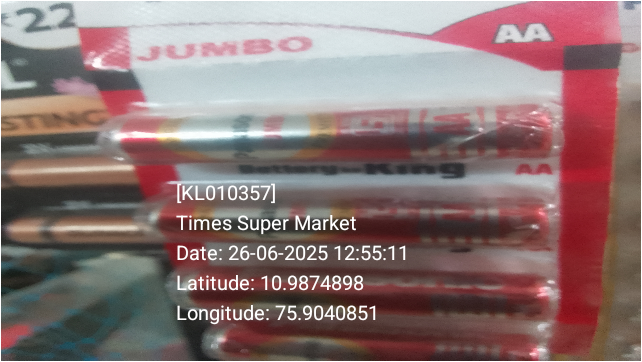 22
AA
JUMBO
STING
Battery King
AA
[KL010357]
Times Super Market
Date: 26-06-2025 12:55:11
Latitude: 10.9874898
Longitude: 75.9040851